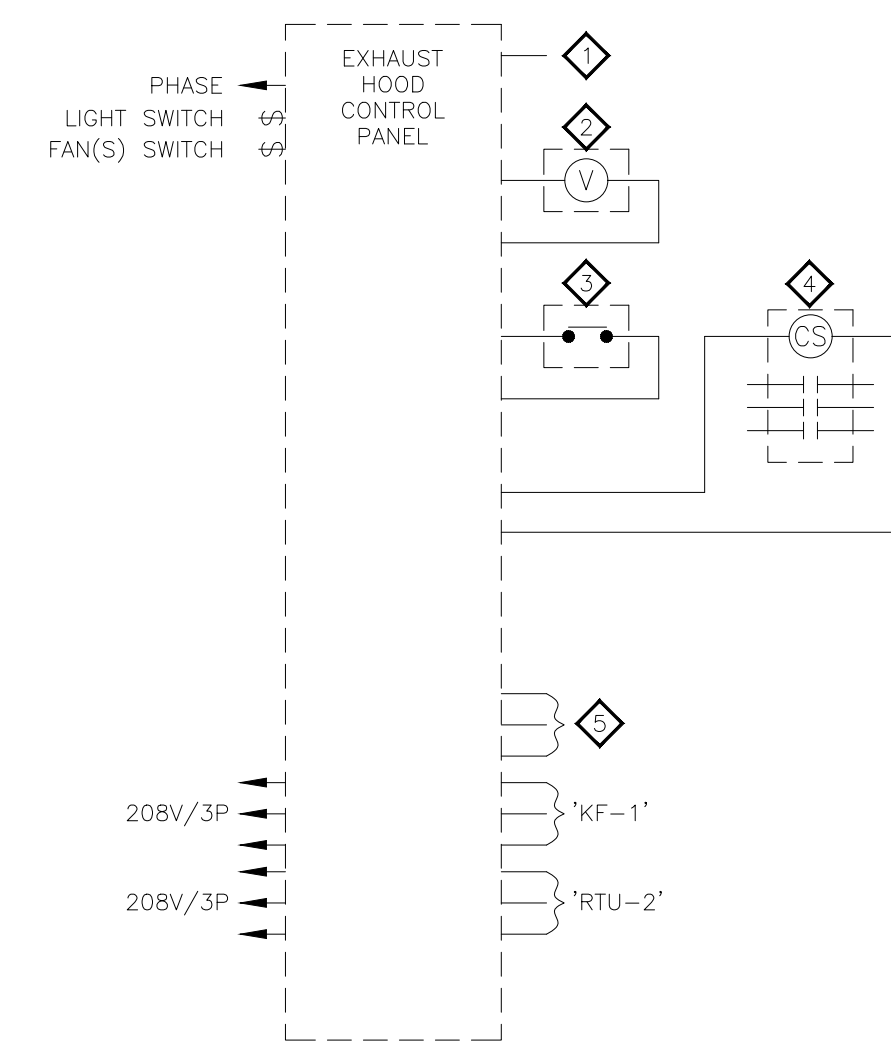 EXHAUST
HOOD
CONTROL
PANEL
PHASE
LIGHT SWITCH $
FAN(S) SWITCH $
1
2
V
3
4
CS
5
208V/3P
'KF-1'
208V/3P
'RTU-2'